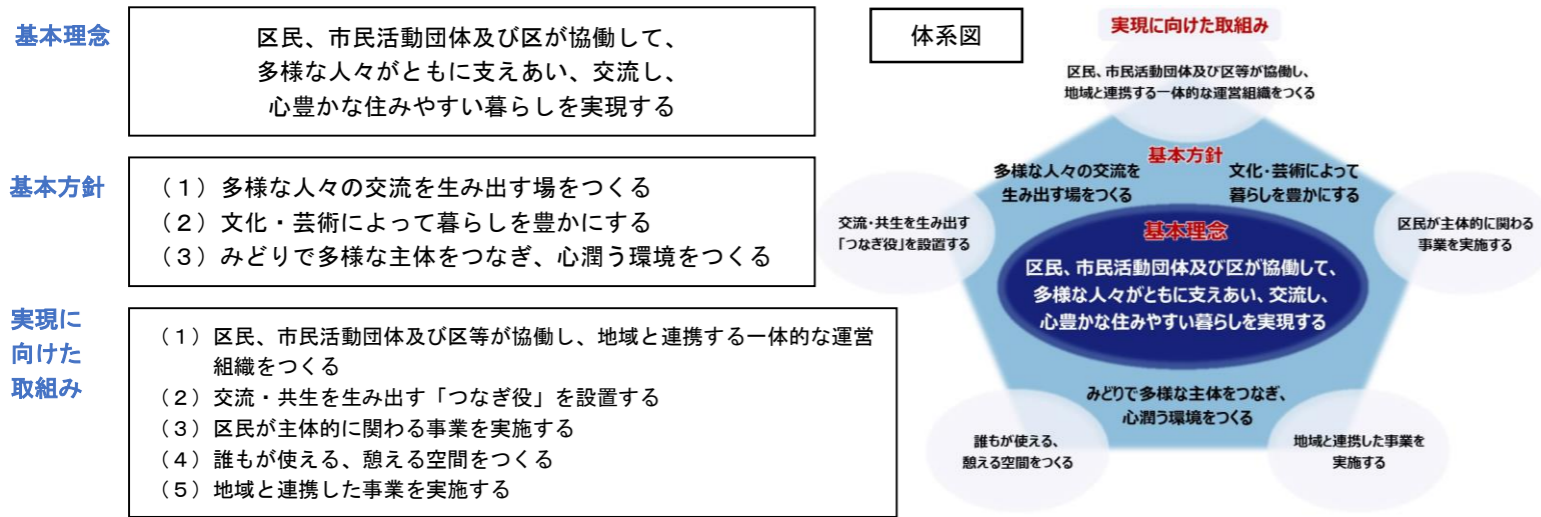 基本理念
区民、市民活動団体及び区が協働して、
多様な人々がともに支えあい、交流し、
心豊かな住みやすい暮らしを実現する
基本方針
（１）多様な人々の交流を生み出す場をつくる
（２）文化・芸術によって暮らしを豊かにする
（３）みどりで多様な主体をつなぎ、心潤う環境をつくる
実現に
向けた
取組み
（１）区民、市民活動団体及び区等が協働し、地域と連携する一体的な運営
組織をつくる
（２）交流・共生を生み出す「つなぎ役」を設置する
（３）区民が主体的に関わる事業を実施する
（４）誰もが使える、憩える空間をつくる
（５）地域と連携した事業を実施する
体系図
実現に向けた取組み
区民、市民活動団体及び区等が協働し、
地域と連携する一体的な運営組織をつくる
基本方針
多様な人々の交流を
生み出す場をつくる
文化・芸術によって
暮らしを豊かにする
交流・共生を生み出す
「つなぎ役」を設置する
区民が主体的に関わる
事業を実施する
基本理念
区民、市民活動団体及び区が協働して、
多様な人々がともに支えあい、交流し、
心豊かな住みやすい暮らしを実現する
みどりで多様な主体をつなぎ、
心潤う環境をつくる
誰もが使える、
憩える空間をつくる
地域と連携した事業を
実施する